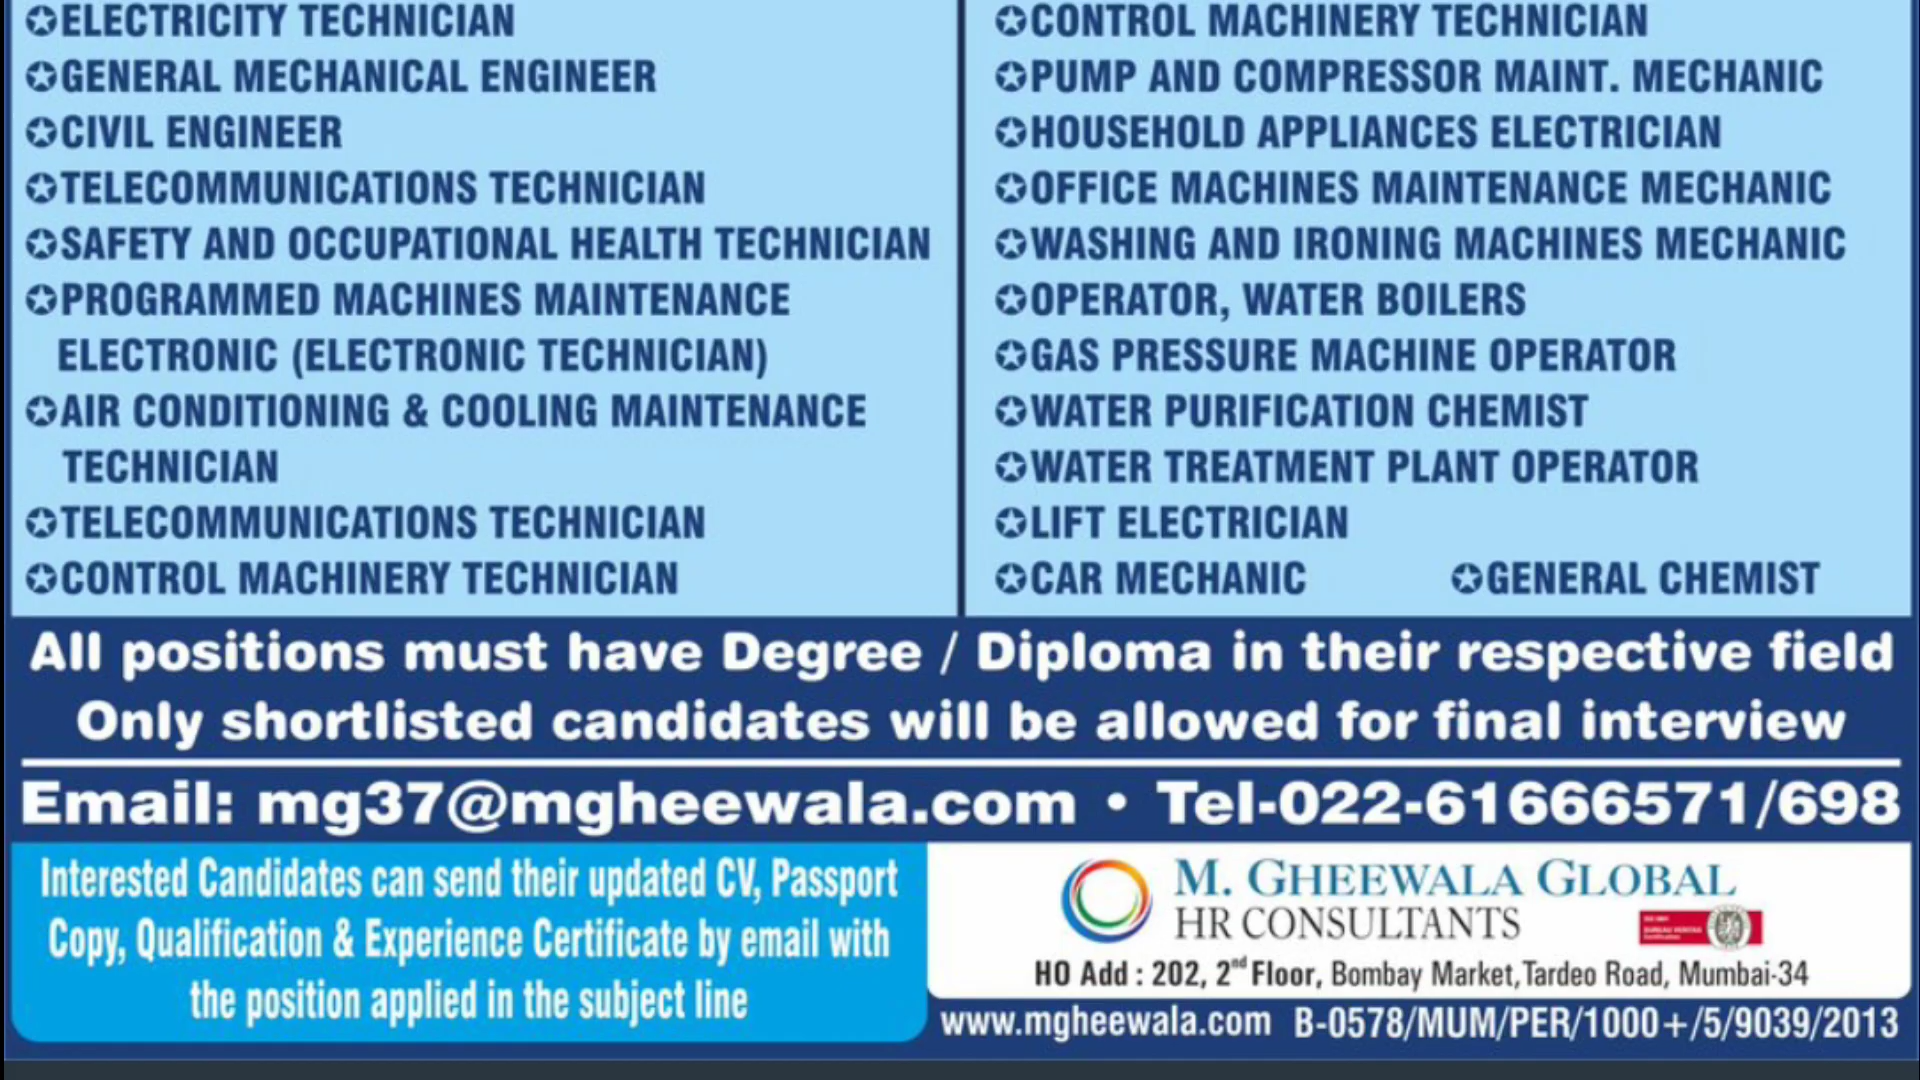 ✪ELECTRICITY TECHNICIAN
✪GENERAL MECHANICAL ENGINEER
✪CIVIL ENGINEER
✪TELECOMMUNICATIONS TECHNICIAN
✪SAFETY AND OCCUPATIONAL HEALTH TECHNICIAN
✪PROGRAMMED MACHINES MAINTENANCE
ELECTRONIC (ELECTRONIC TECHNICIAN)
✪AIR CONDITIONING & COOLING MAINTENANCE
TECHNICIAN
✪TELECOMMUNICATIONS TECHNICIAN
✪CONTROL MACHINERY TECHNICIAN
✪CONTROL MACHINERY TECHNICIAN
✪PUMP AND COMPRESSOR MAINT. MECHANIC
✪HOUSEHOLD APPLIANCES ELECTRICIAN
✪OFFICE MACHINES MAINTENANCE MECHANIC
✪WASHING AND IRONING MACHINES MECHANIC
✪OPERATOR, WATER BOILERS
✪GAS PRESSURE MACHINE OPERATOR
✪WATER PURIFICATION CHEMIST
✪WATER TREATMENT PLANT OPERATOR
✪LIFT ELECTRICIAN
✪CAR MECHANIC ✪GENERAL CHEMIST
All positions must have Degree / Diploma in their respective field
Only shortlisted candidates will be allowed for final interview
Email: mg37@mgheewala.com • Tel-022-61666571/698
Interested Candidates can send their updated CV, Passport
Copy, Qualification & Experience Certificate by email with
the position applied in the subject line
M. GHEEWALA GLOBAL
HR CONSULTANTS
HO Add : 202, 2nd Floor, Bombay Market, Tardeo Road, Mumbai-34
www.mgheewala.com B-0578/MUM/PER/1000+/5/9039/2013